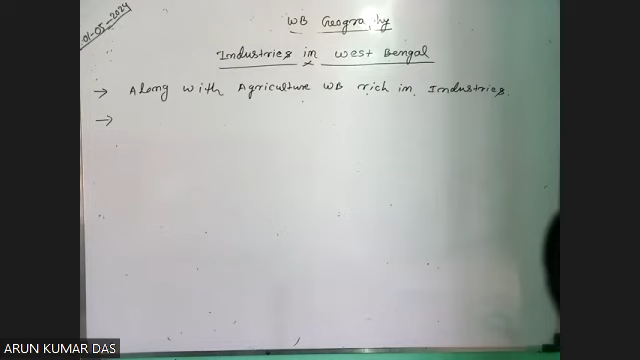 01-05-2024
WB Geography
Industries in West Bengal
→ Along with Agriculture WB rich in Industries.
→
ARUN KUMAR DAS